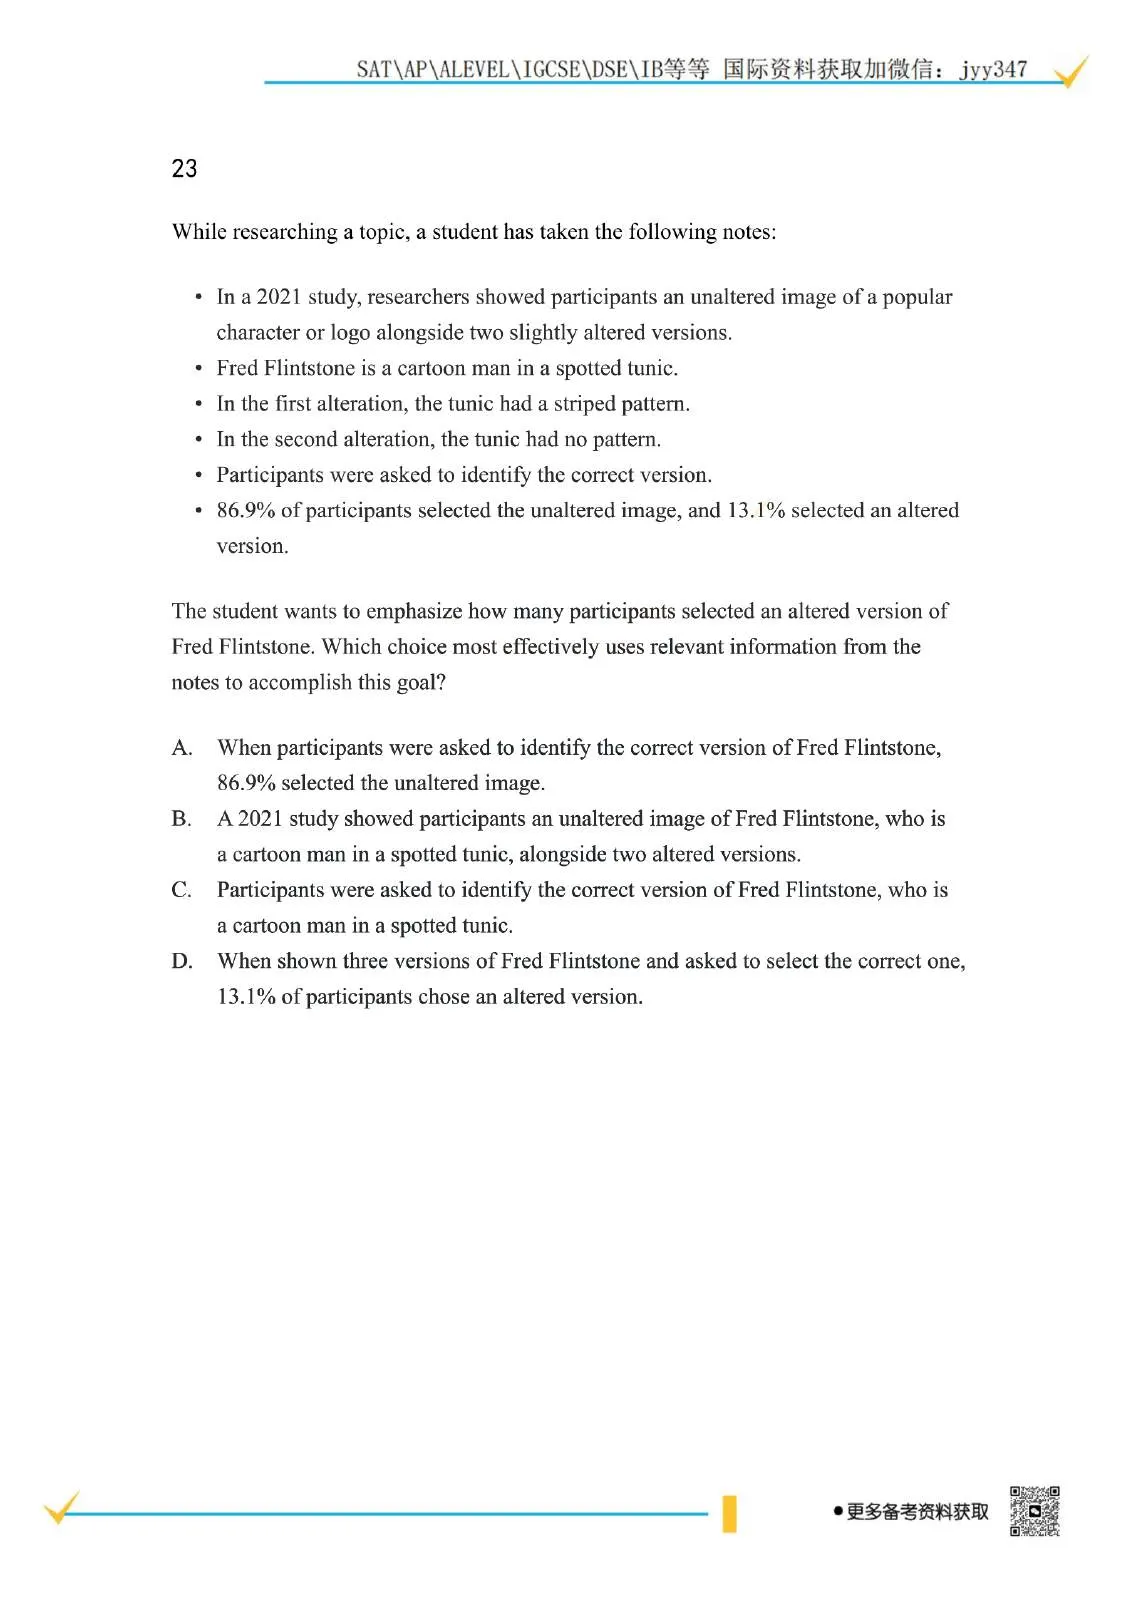 SAT\AP\ALEVEL\IGCSE\DSE\IB等等 国际资料获取加微信：jyy347
23
While researching a topic, a student has taken the following notes:
• In a 2021 study, researchers showed participants an unaltered image of a popular
character or logo alongside two slightly altered versions.
• Fred Flintstone is a cartoon man in a spotted tunic.
• In the first alteration, the tunic had a striped pattern.
• In the second alteration, the tunic had no pattern.
• Participants were asked to identify the correct version.
• 86.9% of participants selected the unaltered image, and 13.1% selected an altered
version.
The student wants to emphasize how many participants selected an altered version of
Fred Flintstone. Which choice most effectively uses relevant information from the
notes to accomplish this goal?
A. When participants were asked to identify the correct version of Fred Flintstone,
86.9% selected the unaltered image.
B. A 2021 study showed participants an unaltered image of Fred Flintstone, who is
a cartoon man in a spotted tunic, alongside two altered versions.
C. Participants were asked to identify the correct version of Fred Flintstone, who is
a cartoon man in a spotted tunic.
D. When shown three versions of Fred Flintstone and asked to select the correct one,
13.1% of participants chose an altered version.
•更多备考资料获取